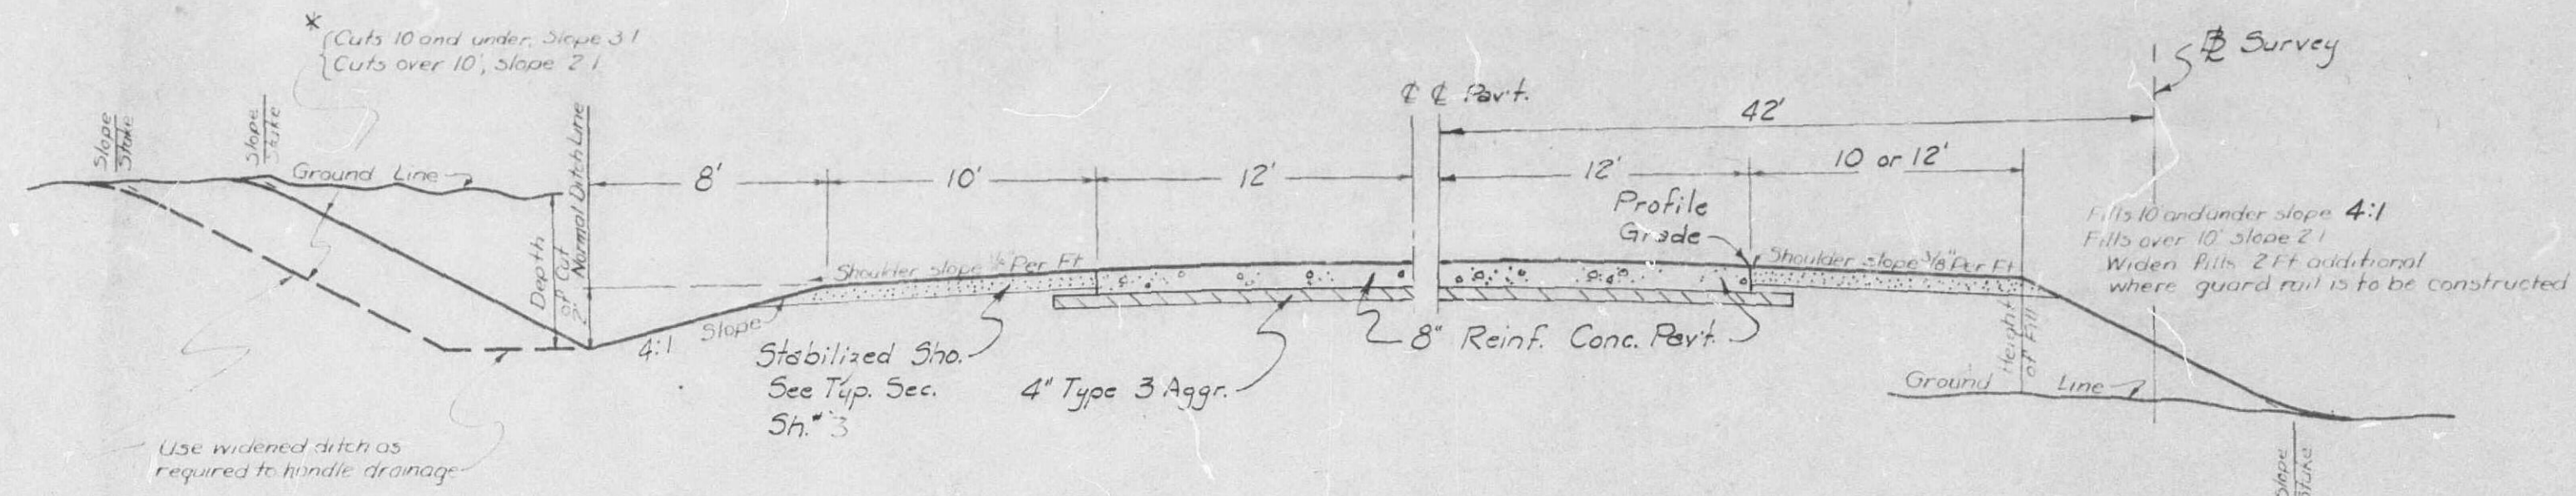 *
Cuts 10 and under, Slope 3 1
Cuts over 10', slope 2 1
Slope
Stake
Slope
Stake
Ground Line
Depth
of Cut
2'
Normal Ditch Line
8'
10'
12'
℄ ℄ Pav't.
42'
12'
10 or 12'
℄ Survey
Profile
Grade
Shoulder slope Per Ft
Shoulder slope 3/8" Per Ft
Fills 10 and under slope 4:1
Fills over 10' slope 2 1
Widen fills 2 Ft additional
where guard rail is to be constructed
4:1 Slope
Stabilized Sho.
See Typ. Sec.
Sh. # 3
4" Type 3 Aggr.
8" Reinf. Conc. Pav't.
Height
of Fill
Ground Line
Use widened ditch as
required to handle drainage
Slope
Stake